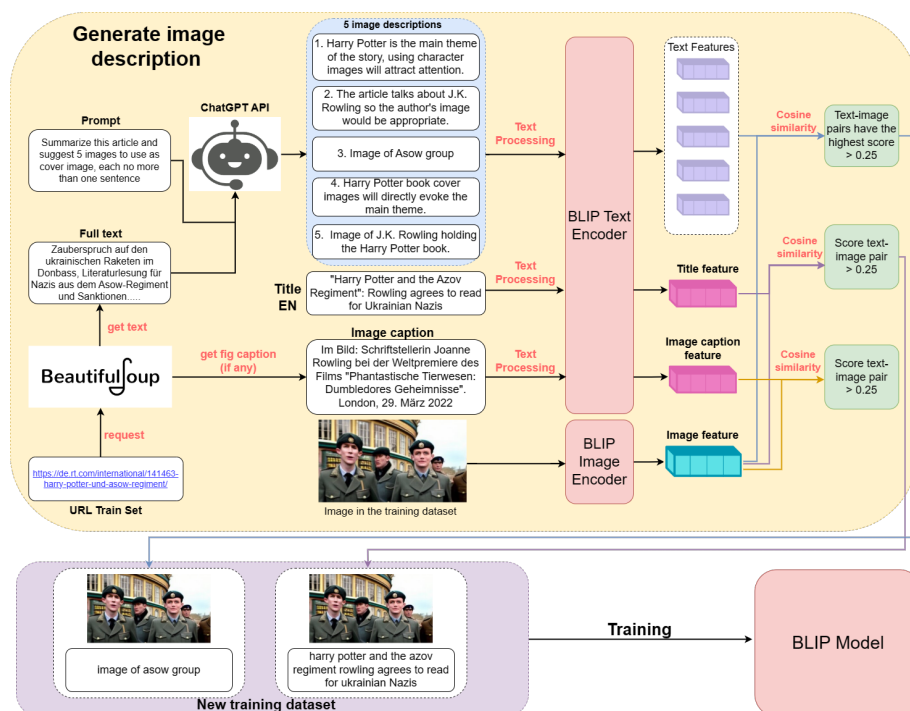 Generate image
description
5 image descriptions
1. Harry Potter is the main theme
of the story, using character
images will attract attention.
2. The article talks about J.K.
Rowling so the author's image
would be appropriate.
3. Image of Asow group
4. Harry Potter book cover
images will directly evoke the
main theme.
5. Image of J.K. Rowling holding
the Harry Potter book.
ChatGPT API
Prompt
Summarize this article and
suggest 5 images to use as
cover image, each no more
than one sentence
Full text
Zauberspruch auf den
ukrainischen Raketen im
Donbass, Literaturlesung für
Nazis aus dem Asow-Regiment
und Sanktionen.....
get text
BeautifulSoup
request
https://de.rt.com/international/141463-
harry-potter-und-asow-regiment/
URL Train Set
get fig caption
(if any)
Title
EN
"Harry Potter and the Azov
Regiment": Rowling agrees to read
for Ukrainian Nazis
Image caption
Im Bild: Schriftstellerin Joanne
Rowling bei der Weltpremiere des
Films "Phantastische Tierwesen:
Dumbledores Geheimnisse".
London, 29. März 2022
Image in the training dataset
Text
Processing
Text
Processing
Text
Processing
BLIP Text
Encoder
BLIP
Image
Encoder
Text Features
Title feature
Image caption
feature
Image feature
Cosine
similarity
Cosine
similarity
Cosine
similarity
Text-image
pairs have the
highest score
> 0.25
Score text-
image pair
> 0.25
Score text-
image pair
> 0.25
image of asow group
harry potter and the azov
regiment rowling agrees to read
for ukrainian Nazis
New training dataset
Training
BLIP Model